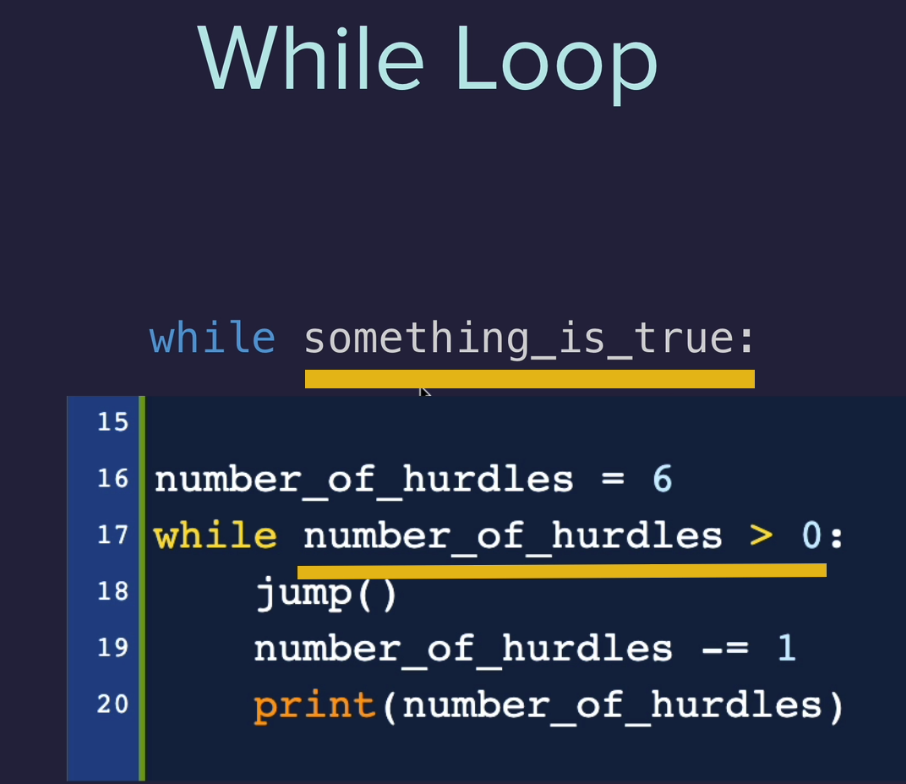 While Loop
while something_is_true:
15
16 number_of_hurdles = 6
17 while number_of_hurdles > 0:
18     jump()
19     number_of_hurdles -= 1
20     print(number_of_hurdles)